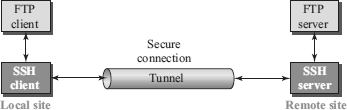 FTP
client
FTP
server
Secure
connection
SSH
client
Tunnel
SSH
server
Local site
Remote site